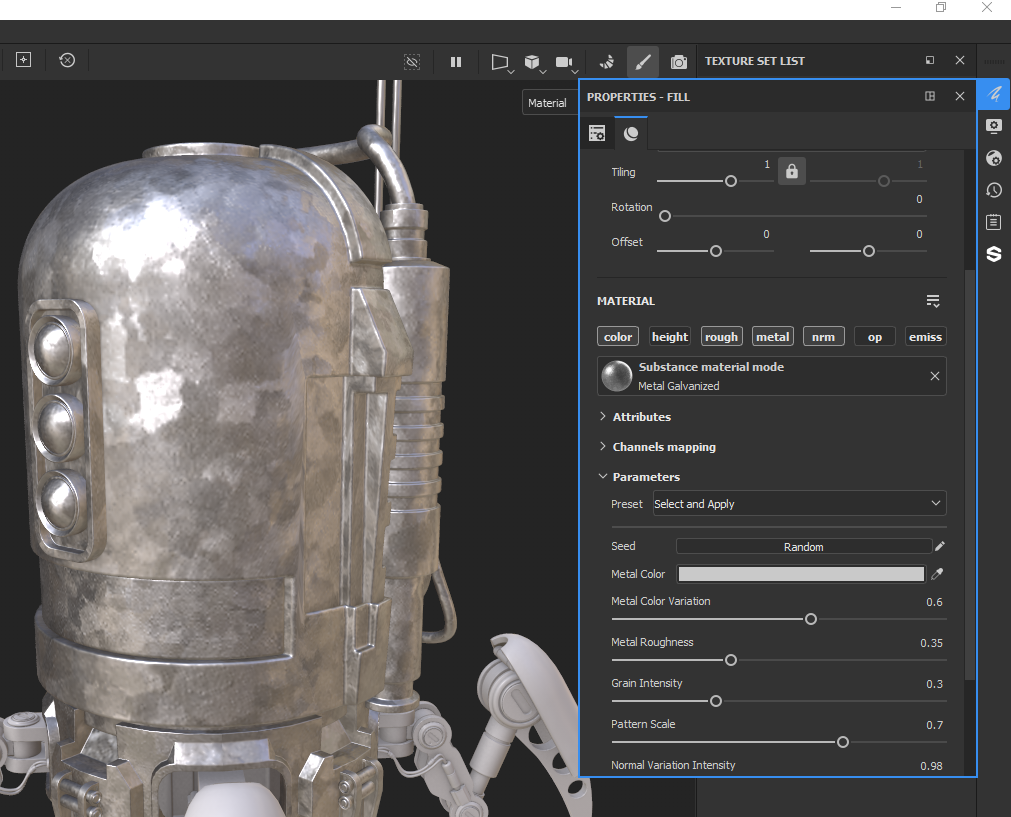 TEXTURE SET LIST
Material
PROPERTIES - FILL
Tiling 1 1
Rotation 0
Offset 0 0
MATERIAL
color height rough metal nrm op emiss
Substance material mode
Metal Galvanized
Attributes
Channels mapping
Parameters
Preset Select and Apply
Seed Random
Metal Color
Metal Color Variation 0.6
Metal Roughness 0.35
Grain Intensity 0.3
Pattern Scale 0.7
Normal Variation Intensity 0.98